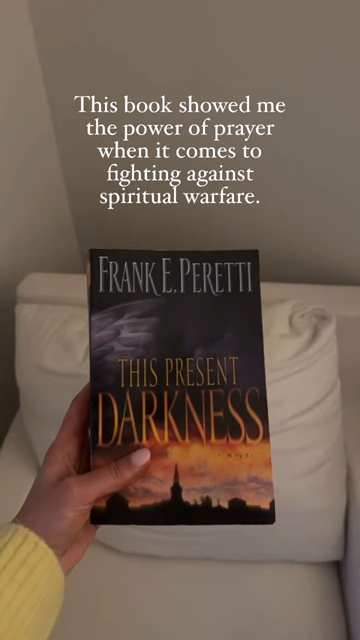 This book showed me
the power of prayer
when it comes to
fighting against
spiritual warfare.
FRANK E. PERETTI
THIS PRESENT
DARKNESS
a novel